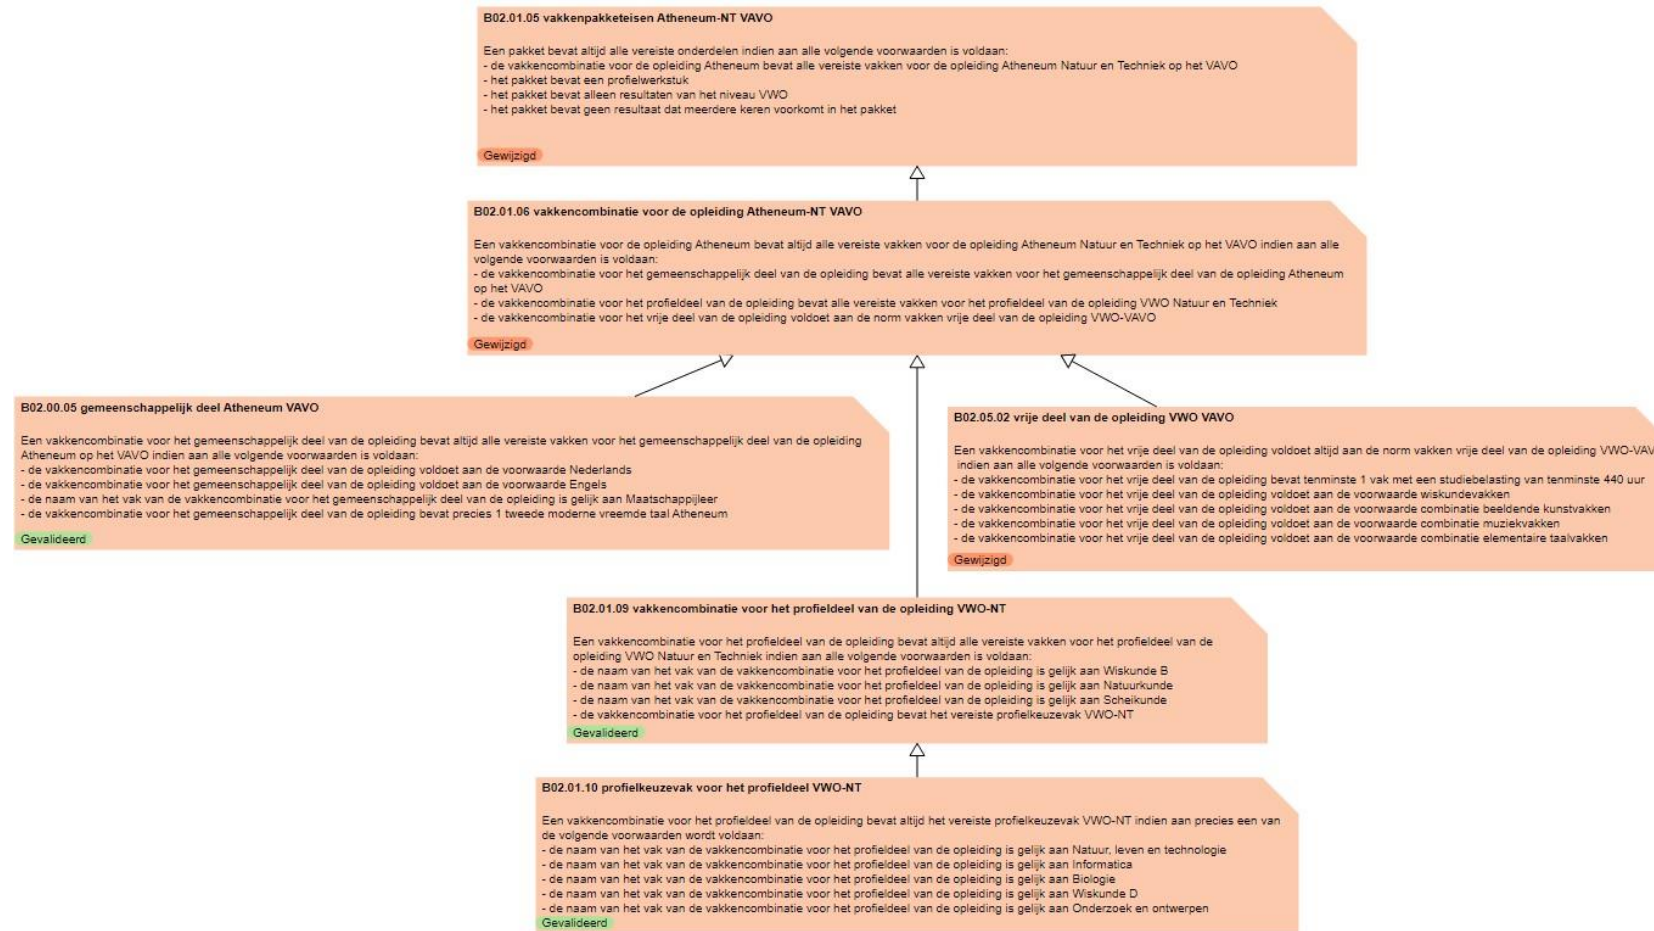 B02.01.05 vakkenpakketeisen Atheneum-NT VAVO
Een pakket bevat altijd alle vereiste onderdelen indien aan alle volgende voorwaarden is voldaan:
- de vakkencombinatie voor de opleiding Atheneum bevat alle vereiste vakken voor de opleiding Atheneum Natuur en Techniek op het VAVO
- het pakket bevat een profielwerkstuk
- het pakket bevat alleen resultaten van het niveau VWO
- het pakket bevat geen resultaat dat meerdere keren voorkomt in het pakket
Gewijzigd
B02.01.06 vakkencombinatie voor de opleiding Atheneum-NT VAVO
Een vakkencombinatie voor de opleiding Atheneum bevat altijd alle vereiste vakken voor de opleiding Atheneum Natuur en Techniek op het VAVO indien aan alle
volgende voorwaarden is voldaan:
- de vakkencombinatie voor het gemeenschappelijk deel van de opleiding bevat alle vereiste vakken voor het gemeenschappelijk deel van de opleiding Atheneum
op het VAVO
- de vakkencombinatie voor het profieldeel van de opleiding bevat alle vereiste vakken voor het profieldeel van de opleiding VWO Natuur en Techniek
- de vakkencombinatie voor het vrije deel van de opleiding voldoet aan de norm vakken vrije deel van de opleiding VWO-VAVO
Gewijzigd
B02.00.05 gemeenschappelijk deel Atheneum VAVO
Een vakkencombinatie voor het gemeenschappelijk deel van de opleiding bevat altijd alle vereiste vakken voor het gemeenschappelijk deel van de opleiding
Atheneum op het VAVO indien aan alle volgende voorwaarden is voldaan:
- de vakkencombinatie voor het gemeenschappelijk deel van de opleiding voldoet aan de voorwaarde Nederlands
- de vakkencombinatie voor het gemeenschappelijk deel van de opleiding voldoet aan de voorwaarde Engels
- de naam van het vak van de vakkencombinatie voor het gemeenschappelijk deel van de opleiding is gelijk aan Maatschappijleer
- de vakkencombinatie voor het gemeenschappelijk deel van de opleiding bevat precies 1 tweede moderne vreemde taal Atheneum
Gevalideerd
B02.05.02 vrije deel van de opleiding VWO VAVO
Een vakkencombinatie voor het vrije deel van de opleiding voldoet altijd aan de norm vakken vrije deel van de opleiding VWO-VAV
indien aan alle volgende voorwaarden is voldaan:
- de vakkencombinatie voor het vrije deel van de opleiding bevat tenminste 1 vak met een studiebelasting van tenminste 440 uur
- de vakkencombinatie voor het vrije deel van de opleiding voldoet aan de voorwaarde wiskundevakken
- de vakkencombinatie voor het vrije deel van de opleiding voldoet aan de voorwaarde combinatie beeldende kunstvakken
- de vakkencombinatie voor het vrije deel van de opleiding voldoet aan de voorwaarde combinatie muziekvakken
- de vakkencombinatie voor het vrije deel van de opleiding voldoet aan de voorwaarde combinatie elementaire taalvakken
Gewijzigd
B02.01.09 vakkencombinatie voor het profieldeel van de opleiding VWO-NT
Een vakkencombinatie voor het profieldeel van de opleiding bevat altijd alle vereiste vakken voor het profieldeel van de
opleiding VWO Natuur en Techniek indien aan alle volgende voorwaarden is voldaan:
- de naam van het vak van de vakkencombinatie voor het profieldeel van de opleiding is gelijk aan Wiskunde B
- de naam van het vak van de vakkencombinatie voor het profieldeel van de opleiding is gelijk aan Natuurkunde
- de naam van het vak van de vakkencombinatie voor het profieldeel van de opleiding is gelijk aan Scheikunde
- de vakkencombinatie voor het profieldeel van de opleiding bevat het vereiste profielkeuzevak VWO-NT
Gevalideerd
B02.01.10 profielkeuzevak voor het profieldeel VWO-NT
Een vakkencombinatie voor het profieldeel van de opleiding bevat altijd het vereiste profielkeuzevak VWO-NT indien aan precies een van
de volgende voorwaarden wordt voldaan:
- de naam van het vak van de vakkencombinatie voor het profieldeel van de opleiding is gelijk aan Natuur, leven en technologie
- de naam van het vak van de vakkencombinatie voor het profieldeel van de opleiding is gelijk aan Informatica
- de naam van het vak van de vakkencombinatie voor het profieldeel van de opleiding is gelijk aan Biologie
- de naam van het vak van de vakkencombinatie voor het profieldeel van de opleiding is gelijk aan Wiskunde D
- de naam van het vak van de vakkencombinatie voor het profieldeel van de opleiding is gelijk aan Onderzoek en ontwerpen
Gevalideerd